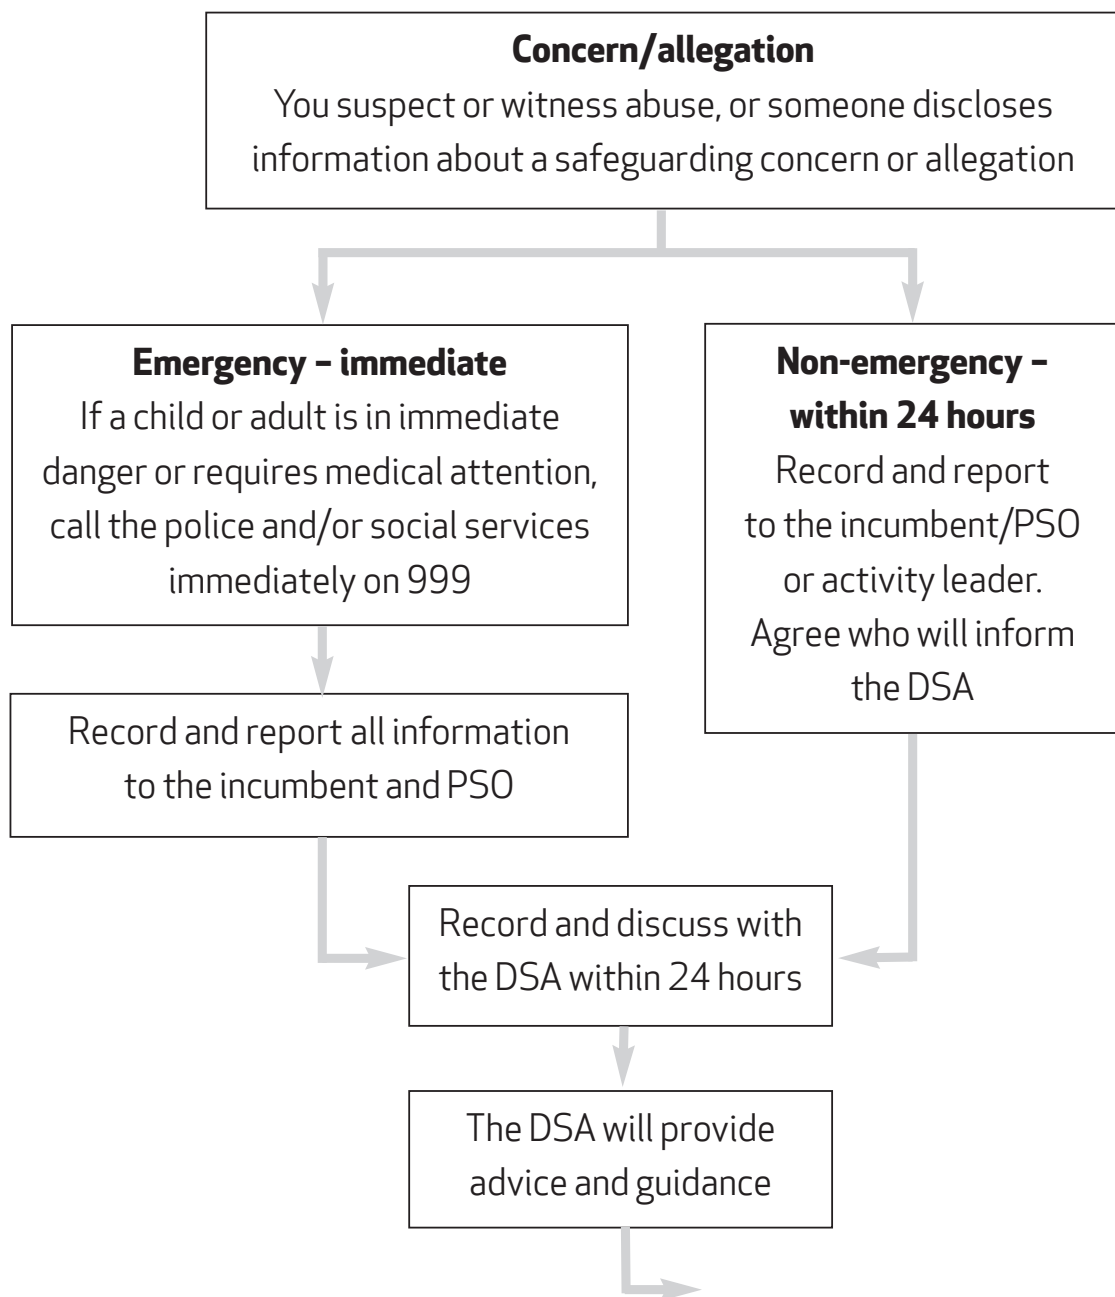 Concern/allegation
You suspect or witness abuse, or someone discloses
information about a safeguarding concern or allegation
Emergency – immediate
If a child or adult is in immediate
danger or requires medical attention,
call the police and/or social services
immediately on 999
Non-emergency –
within 24 hours
Record and report
to the incumbent/PSO
or activity leader.
Agree who will inform
the DSA
Record and report all information
to the incumbent and PSO
Record and discuss with
the DSA within 24 hours
The DSA will provide
advice and guidance